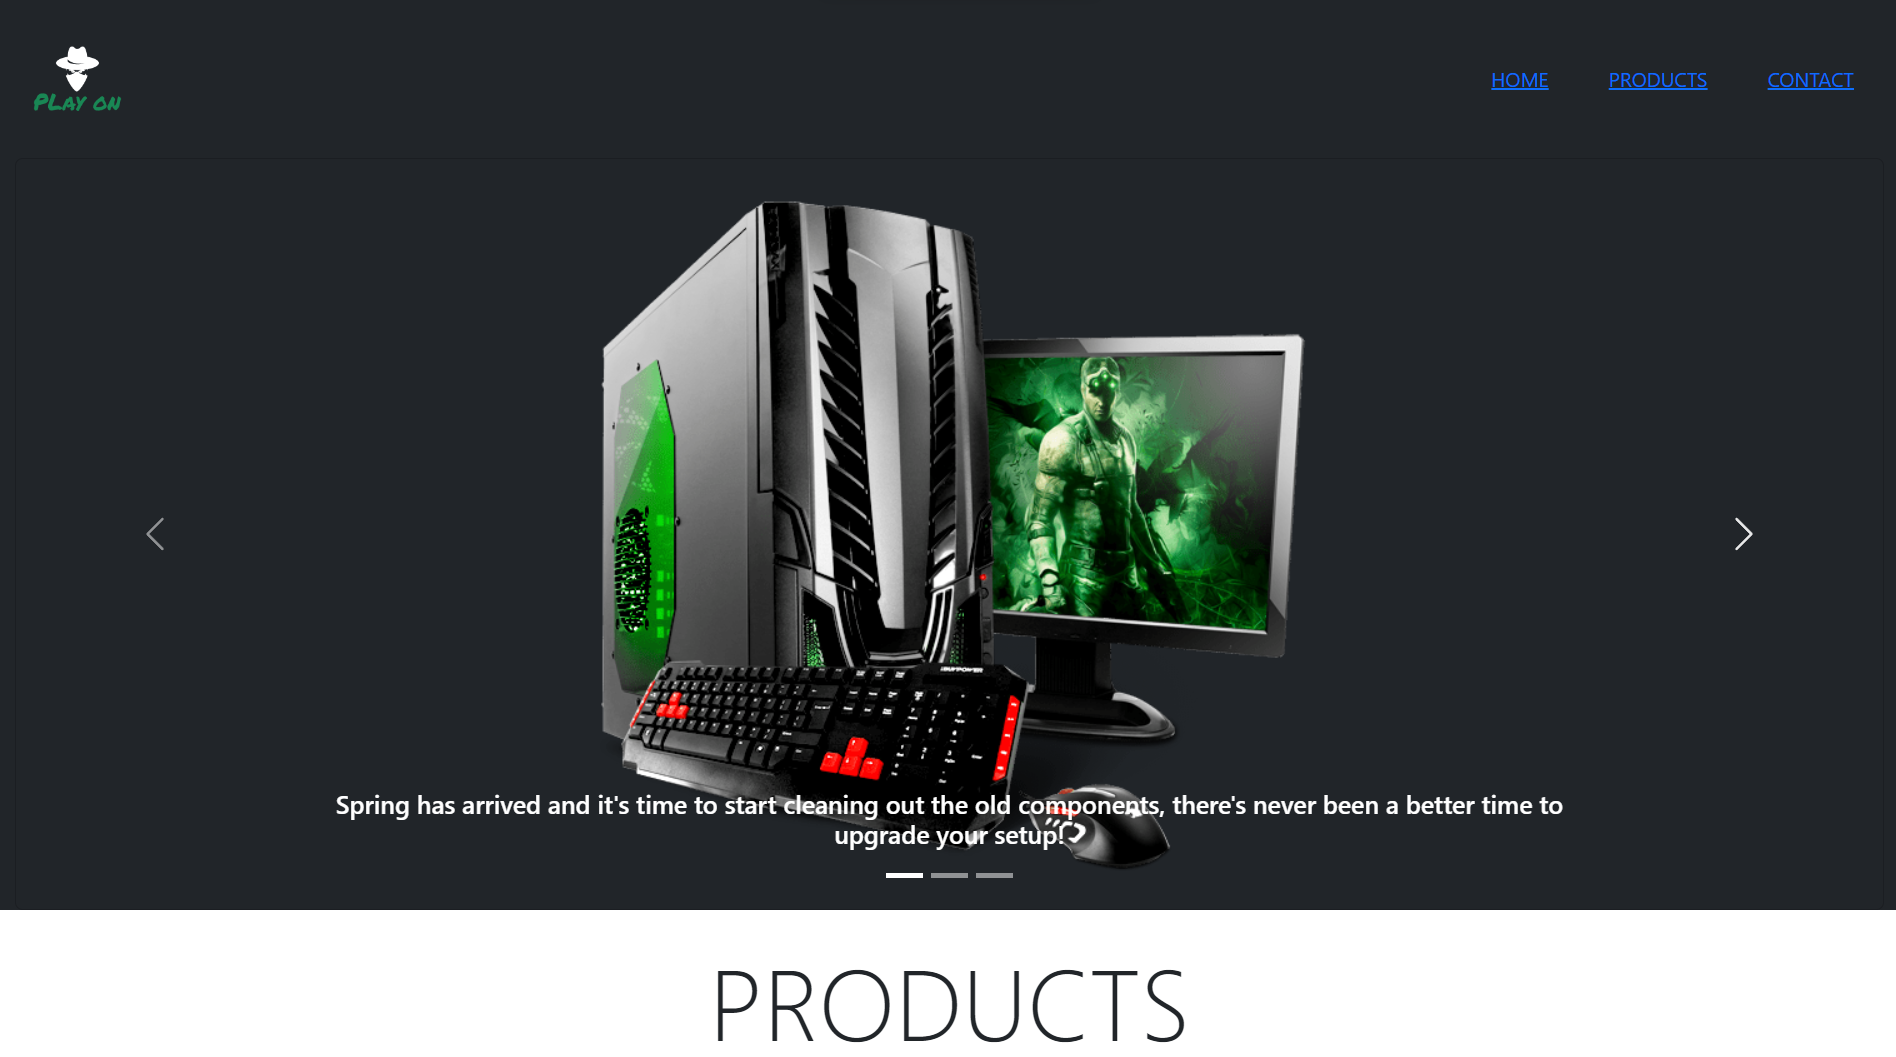 PLay on
HOME PRODUCTS CONTACT
iBUYPOWER
Spring has arrived and it's time to start cleaning out the old components, there's never been a better time to
upgrade your setup!
PRODUCTS